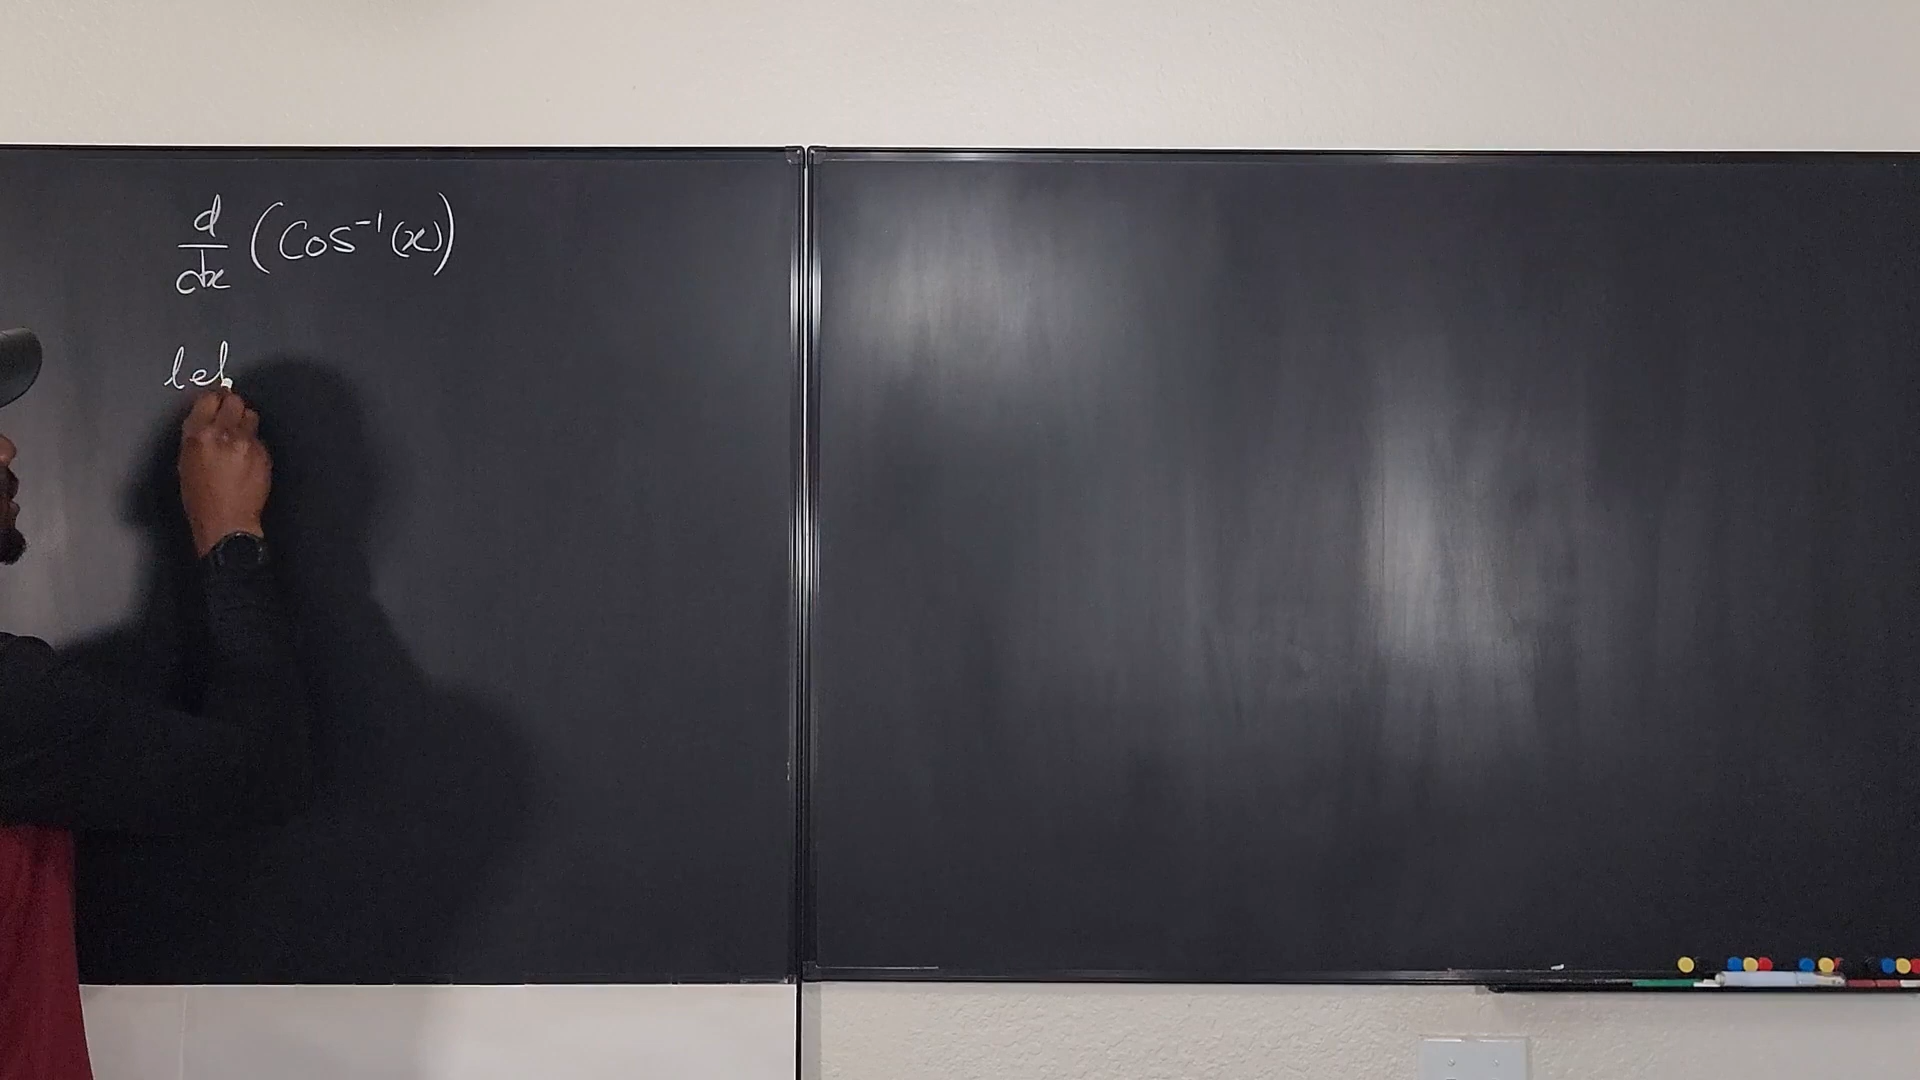 d/dx (Cos⁻¹(x))
let